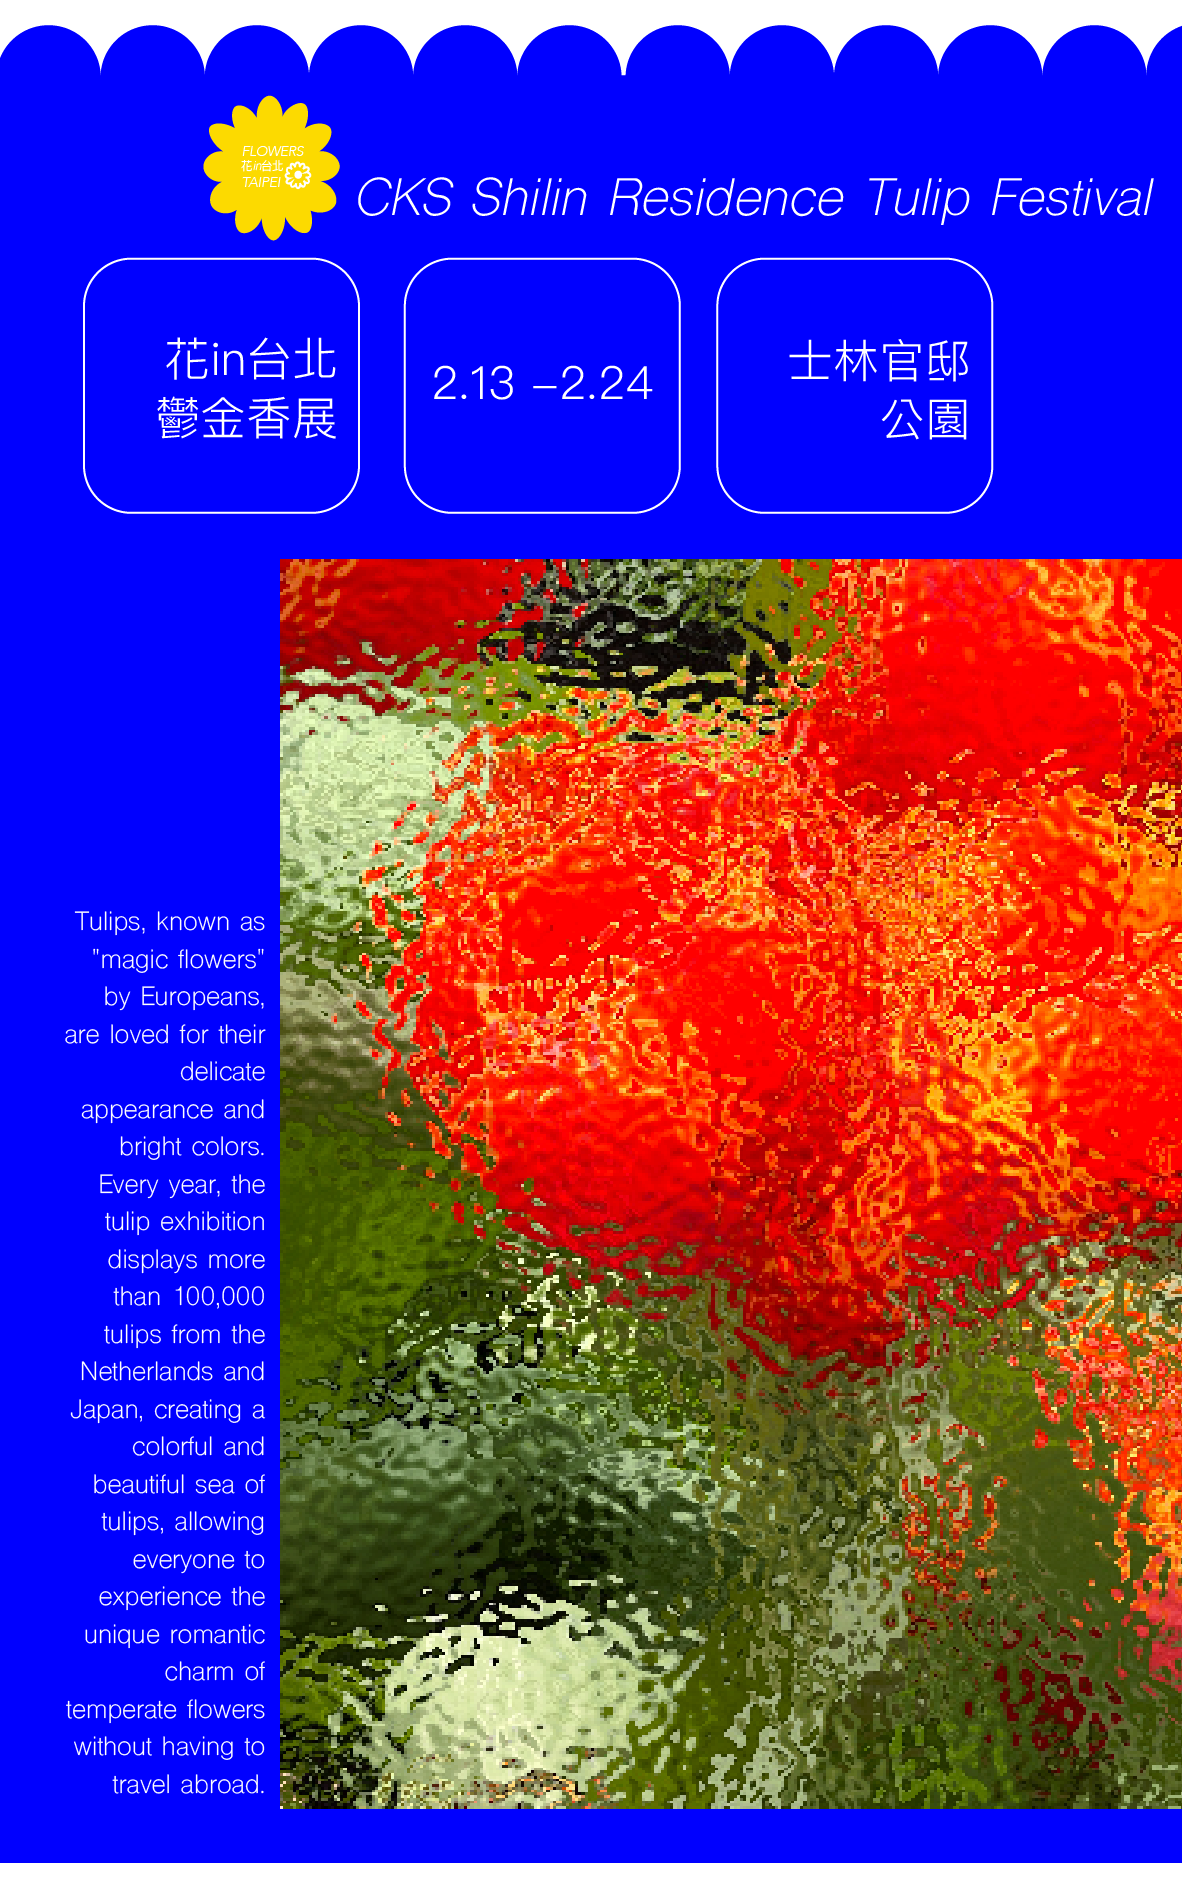 FLOWERS
花in台北
TAIPEI
CKS Shilin Residence Tulip Festival
花in台北
鬱金香展
2.13 –2.24
士林官邸
公園
Tulips, known as
"magic flowers"
by Europeans,
are loved for their
delicate
appearance and
bright colors.
Every year, the
tulip exhibition
displays more
than 100,000
tulips from the
Netherlands and
Japan, creating a
colorful and
beautiful sea of
tulips, allowing
everyone to
experience the
unique romantic
charm of
temperate flowers
without having to
travel abroad.